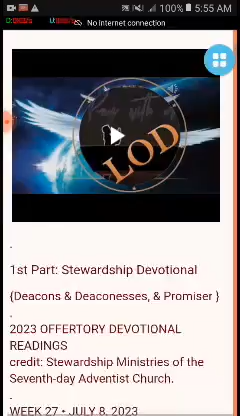 100% 5:55 AM
No Internet connection
LOD
.
1st Part: Stewardship Devotional
{Deacons & Deaconesses, & Promiser }
.
2023 OFFERTORY DEVOTIONAL
READINGS
credit: Stewardship Ministries of the
Seventh-day Adventist Church.
.
WEEK 27 • JULY 8, 2023